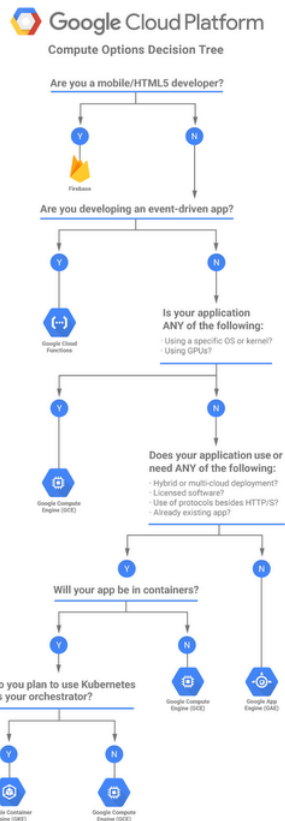 Google Cloud Platform
Compute Options Decision Tree
Are you a mobile/HTML5 developer?
Y
N
Firebase
Are you developing an event-driven app?
Y
N
Google Cloud
Functions
Is your application
ANY of the following:
· Using a specific OS or kernel?
· Using GPUs?
Y
N
Google Compute
Engine (GCE)
Does your application use or
need ANY of the following:
· Hybrid or multi-cloud deployment?
· Licensed software?
· Use of protocols besides HTTP/S?
· Already existing app?
Y
N
Will your app be in containers?
Y
N
Google Compute
Engine (GCE)
Google App
Engine (GAE)
o you plan to use Kubernetes
s your orchestrator?
Y
N
le Container
ine (GKE)
Google Compute
Engine (GCE)